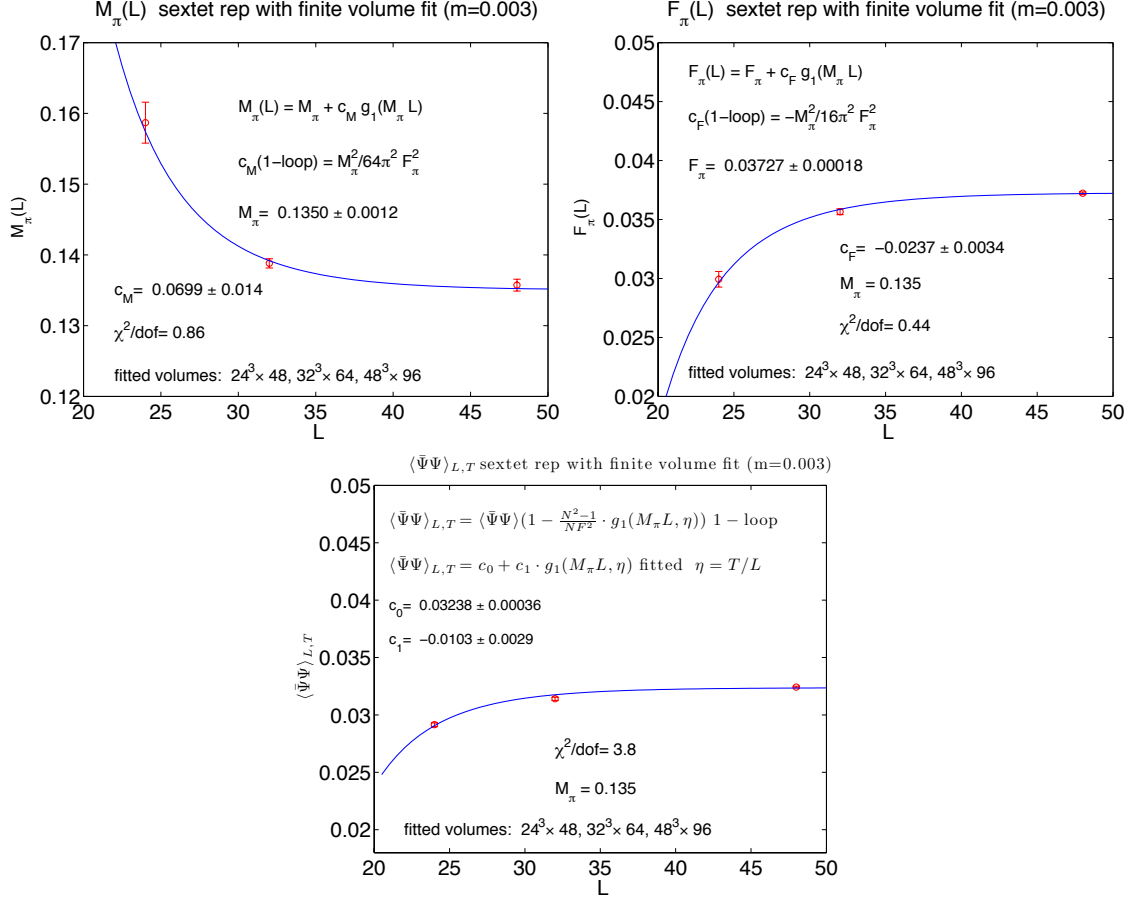 M_π(L)  sextet rep with finite volume fit (m=0.003)
0.17
0.16
0.15
0.14
0.13
0.12
M_π(L)
M_π(L) = M_π + c_M g_1(M_π L)
c_M(1−loop) = M_π^2/64π^2 F_π^2
M_π= 0.1350 ± 0.0012
c_M= 0.0699 ± 0.014
χ^2/dof= 0.86
fitted volumes: 24^3× 48, 32^3× 64, 48^3× 96
20 25 30 35 40 45 50
L
F_π(L)  sextet rep with finite volume fit (m=0.003)
0.05
0.045
0.04
0.035
0.03
0.025
0.02
F_π(L)
F_π(L) = F_π + c_F g_1(M_π L)
c_F(1−loop) = −M_π^2/16π^2 F_π^2
F_π= 0.03727 ± 0.00018
c_F= −0.0237 ± 0.0034
M_π = 0.135
χ^2/dof= 0.44
fitted volumes: 24^3× 48, 32^3× 64, 48^3× 96
20 25 30 35 40 45 50
L
⟨Ψ̄Ψ⟩_{L,T} sextet rep with finite volume fit (m=0.003)
0.05
0.045
0.04
0.035
0.03
0.025
0.02
⟨Ψ̄Ψ⟩_{L,T}
⟨Ψ̄Ψ⟩_{L,T} = ⟨Ψ̄Ψ⟩(1 − \frac{N^2−1}{NF^2} · g_1(M_πL, η)) 1 − loop
⟨Ψ̄Ψ⟩_{L,T} = c_0 + c_1 · g_1(M_πL, η) fitted  η = T/L
c_0= 0.03238 ± 0.00036
c_1= −0.0103 ± 0.0029
χ^2/dof= 3.8
M_π = 0.135
fitted volumes: 24^3× 48, 32^3× 64, 48^3× 96
20 25 30 35 40 45 50
L